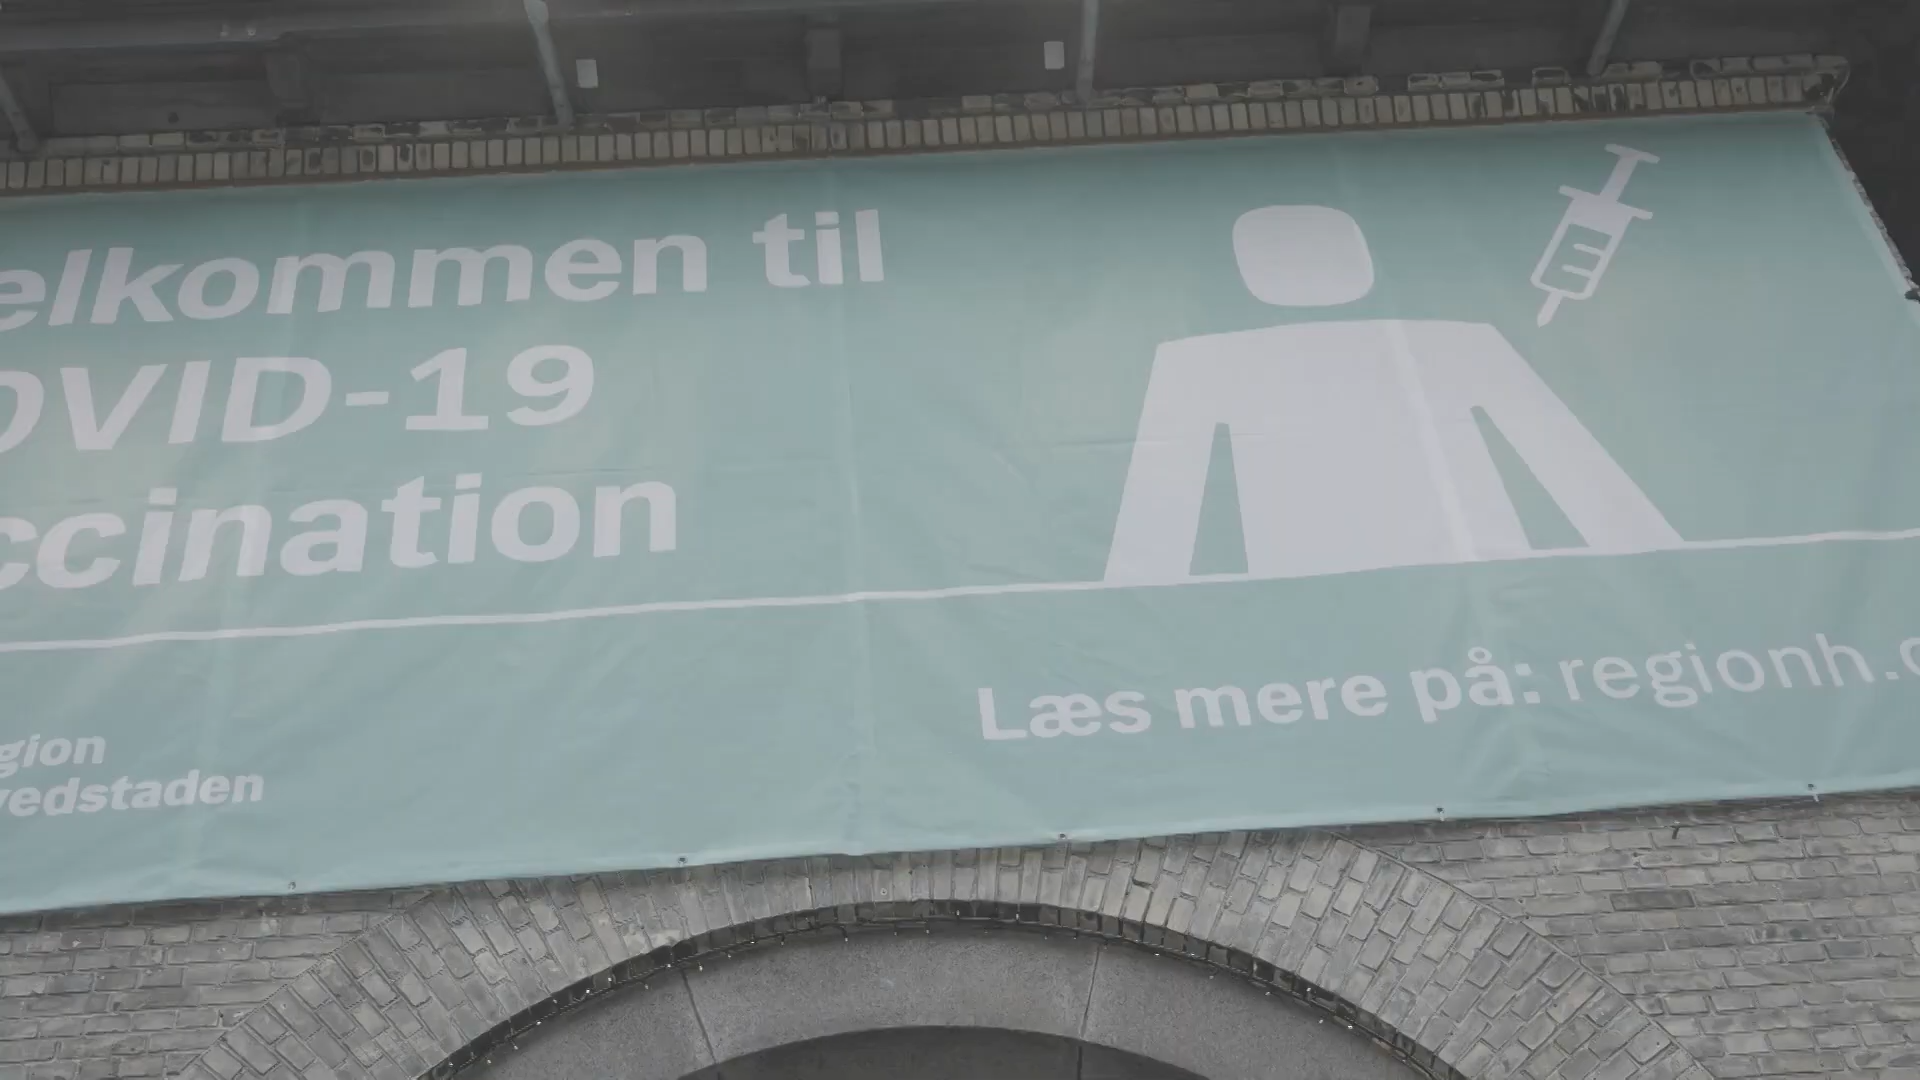 elkommen til
OVID-19
ccination
Læs mere på: regionh.
gion
vedstaden